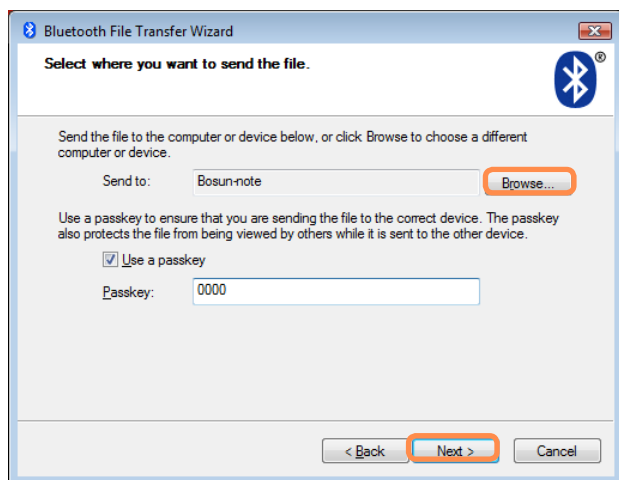 Bluetooth File Transfer Wizard
Select where you want to send the file.
®
Send the file to the computer or device below, or click Browse to choose a different
computer or device.
Send to: Bosun-note Browse...
Use a passkey to ensure that you are sending the file to the correct device. The passkey
also protects the file from being viewed by others while it is sent to the other device.
Use a passkey
Passkey: 0000
< Back Next > Cancel